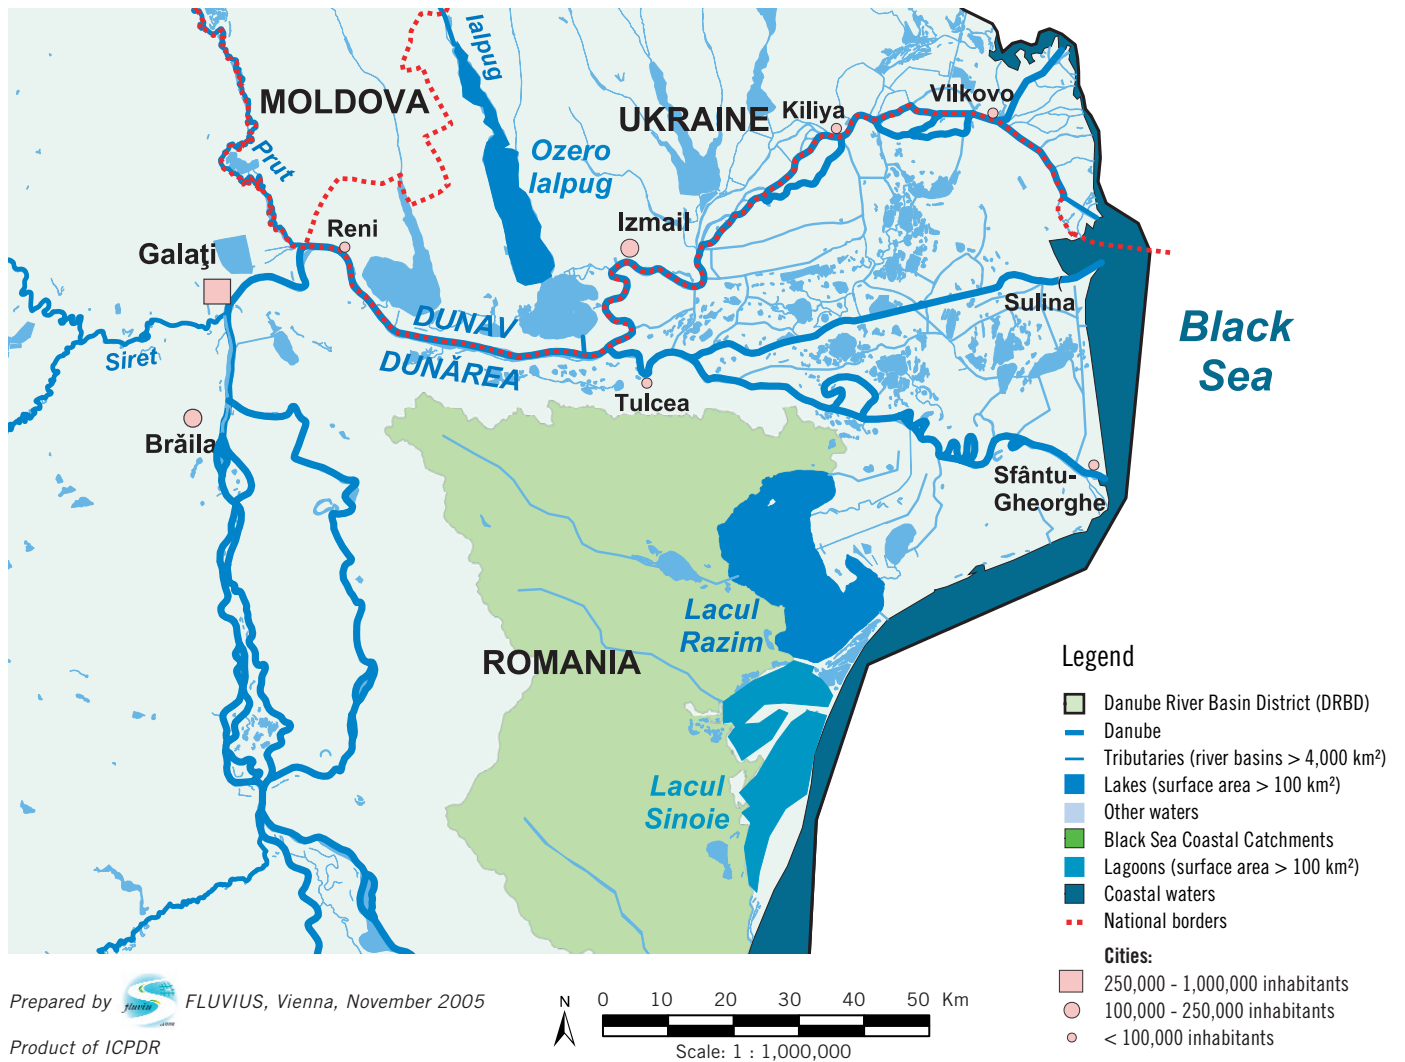 Ialpug
MOLDOVA
UKRAINE
Kiliya
Vilkovo
Prut
Ozero
Ialpug
Reni
Izmail
Galaţi
Sulina
DUNAV
DUNĂREA
Siret
Black
Sea
Tulcea
Brăila
Sfântu-
Gheorghe
Lacul
Razim
ROMANIA
Lacul
Sinoie
Legend
Danube River Basin District (DRBD)
Danube
Tributaries (river basins > 4,000 km²)
Lakes (surface area > 100 km²)
Other waters
Black Sea Coastal Catchments
Lagoons (surface area > 100 km²)
Coastal waters
National borders
Cities:
250,000 - 1,000,000 inhabitants
100,000 - 250,000 inhabitants
< 100,000 inhabitants
Prepared by fluvius FLUVIUS, Vienna, November 2005
Product of ICPDR
N
0 10 20 30 40 50 Km
Scale: 1 : 1,000,000